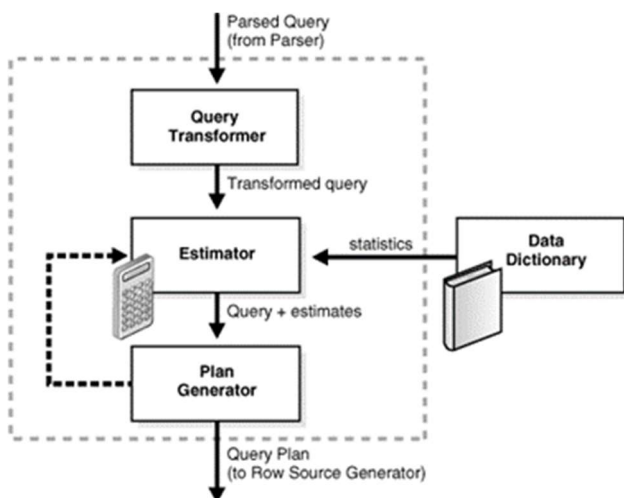 Parsed Query
(from Parser)
Query
Transformer
Transformed query
Estimator
statistics
Data
Dictionary
Query + estimates
Plan
Generator
Query Plan
(to Row Source Generator)